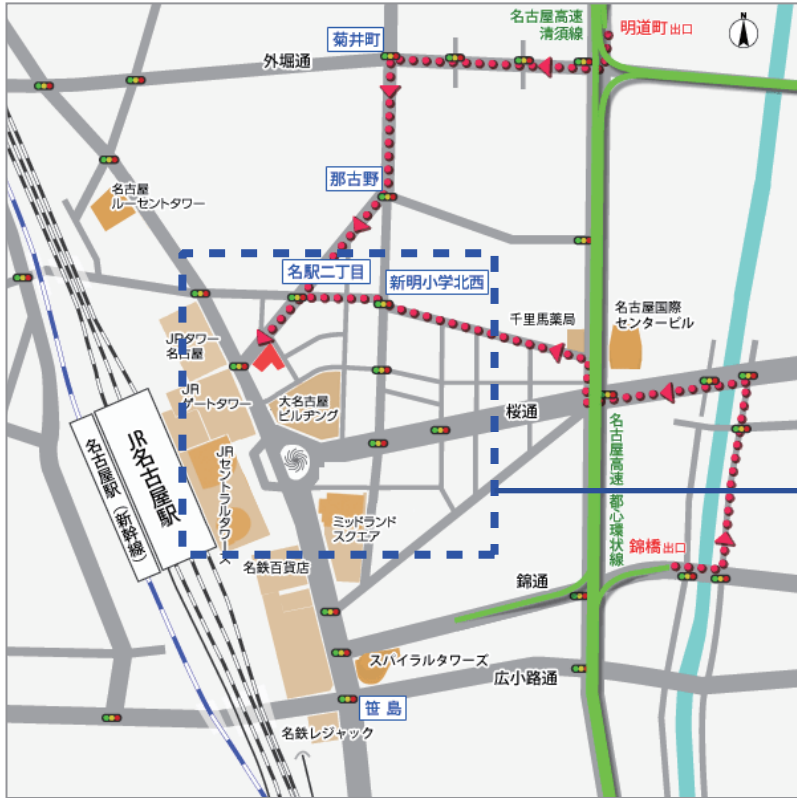 名古屋高速
清須線
明道町出口
N
菊井町
外堀通
那古野
名古屋
ルーセントタワー
名駅二丁目
新明小学北西
千里馬薬局
名古屋国際
センタービル
JRタワー
名古屋
JR
ゲートタワー
大名古屋
ビルヂング
桜通
JR名古屋駅
名古屋駅(新幹線)
JRセントラルタワーズ
名古屋高速 都心環状線
ミッドランド
スクエア
錦橋出口
名鉄百貨店
錦通
スパイラルタワーズ
広小路通
笹島
名鉄レジャック